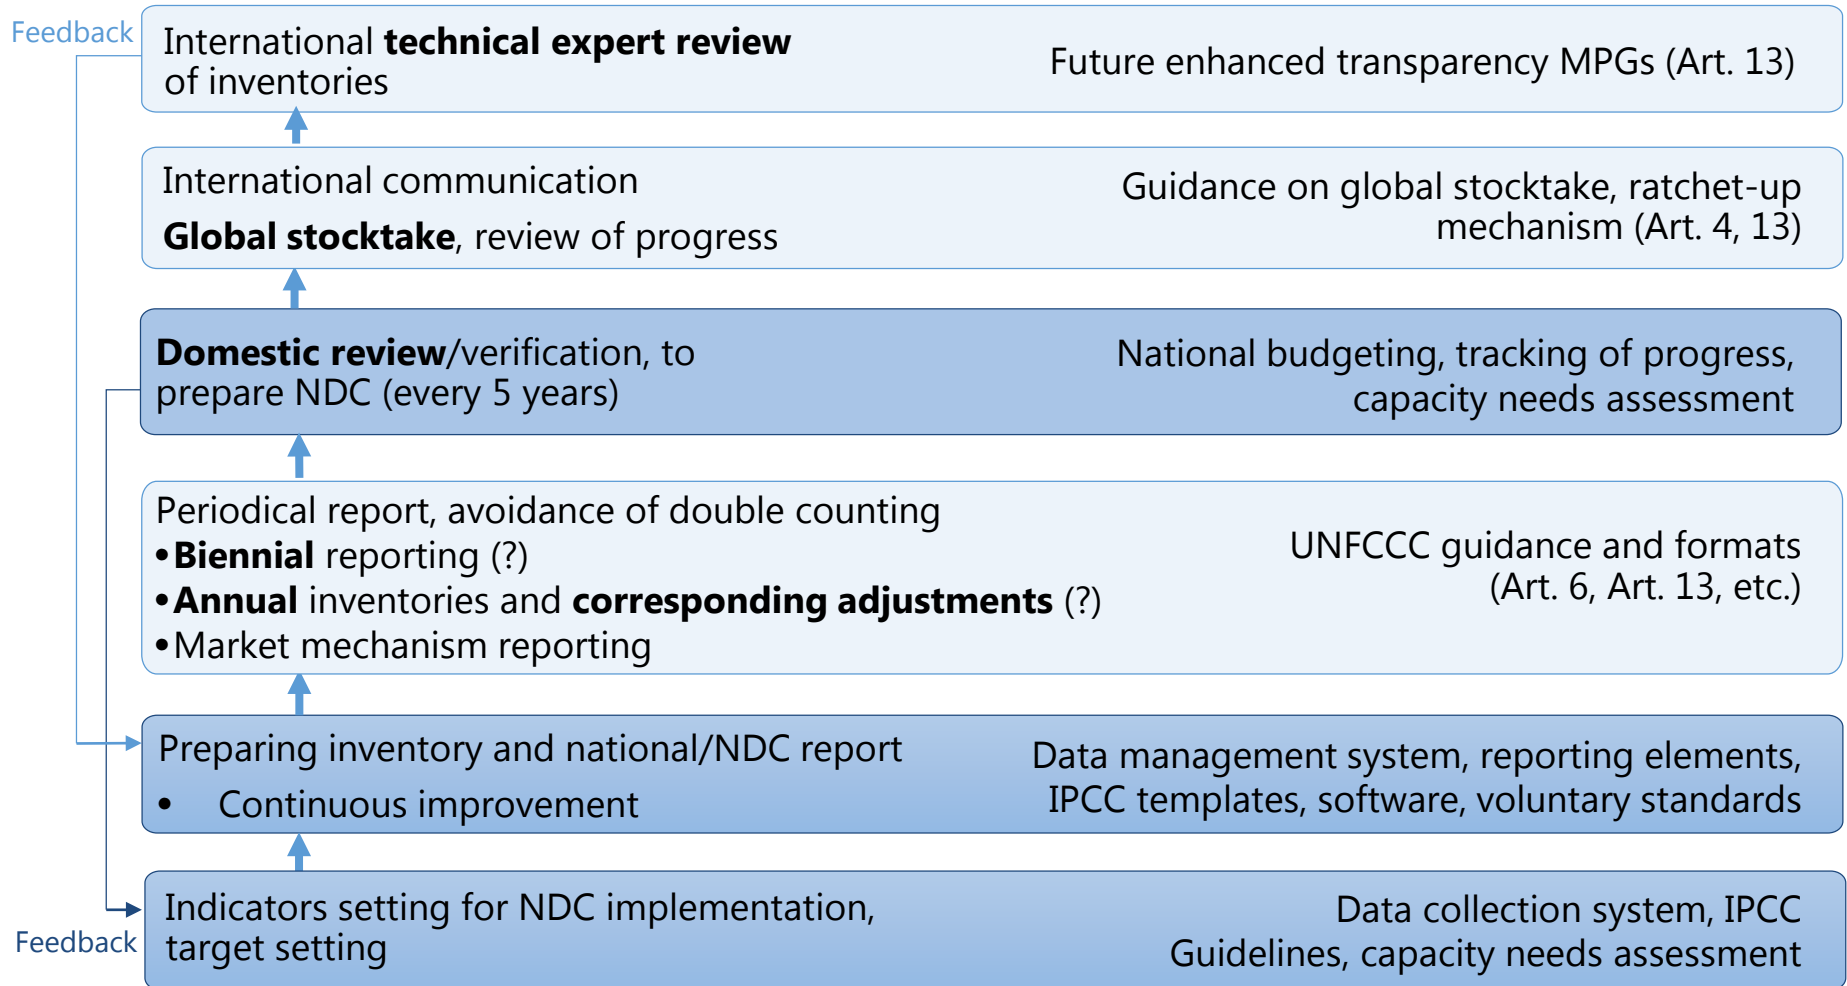 Feedback
International technical expert review
of inventories
Future enhanced transparency MPGs (Art. 13)
International communication
Global stocktake, review of progress
Guidance on global stocktake, ratchet-up
mechanism (Art. 4, 13)
Domestic review/verification, to
prepare NDC (every 5 years)
National budgeting, tracking of progress,
capacity needs assessment
Periodical report, avoidance of double counting
•Biennial reporting (?)
•Annual inventories and corresponding adjustments (?)
•Market mechanism reporting
UNFCCC guidance and formats
(Art. 6, Art. 13, etc.)
Preparing inventory and national/NDC report
• Continuous improvement
Data management system, reporting elements,
IPCC templates, software, voluntary standards
Indicators setting for NDC implementation,
target setting
Data collection system, IPCC
Guidelines, capacity needs assessment
Feedback